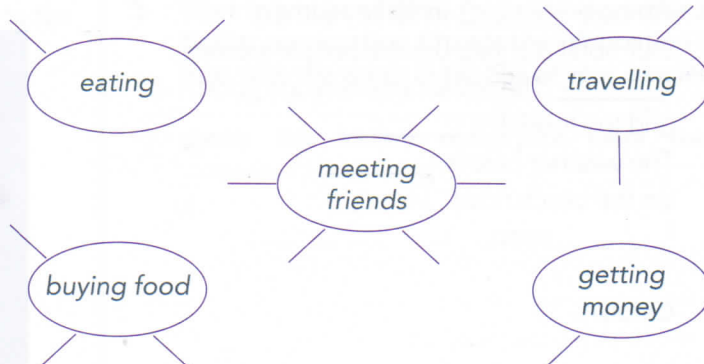 eating
travelling
meeting
friends
buying food
getting
money